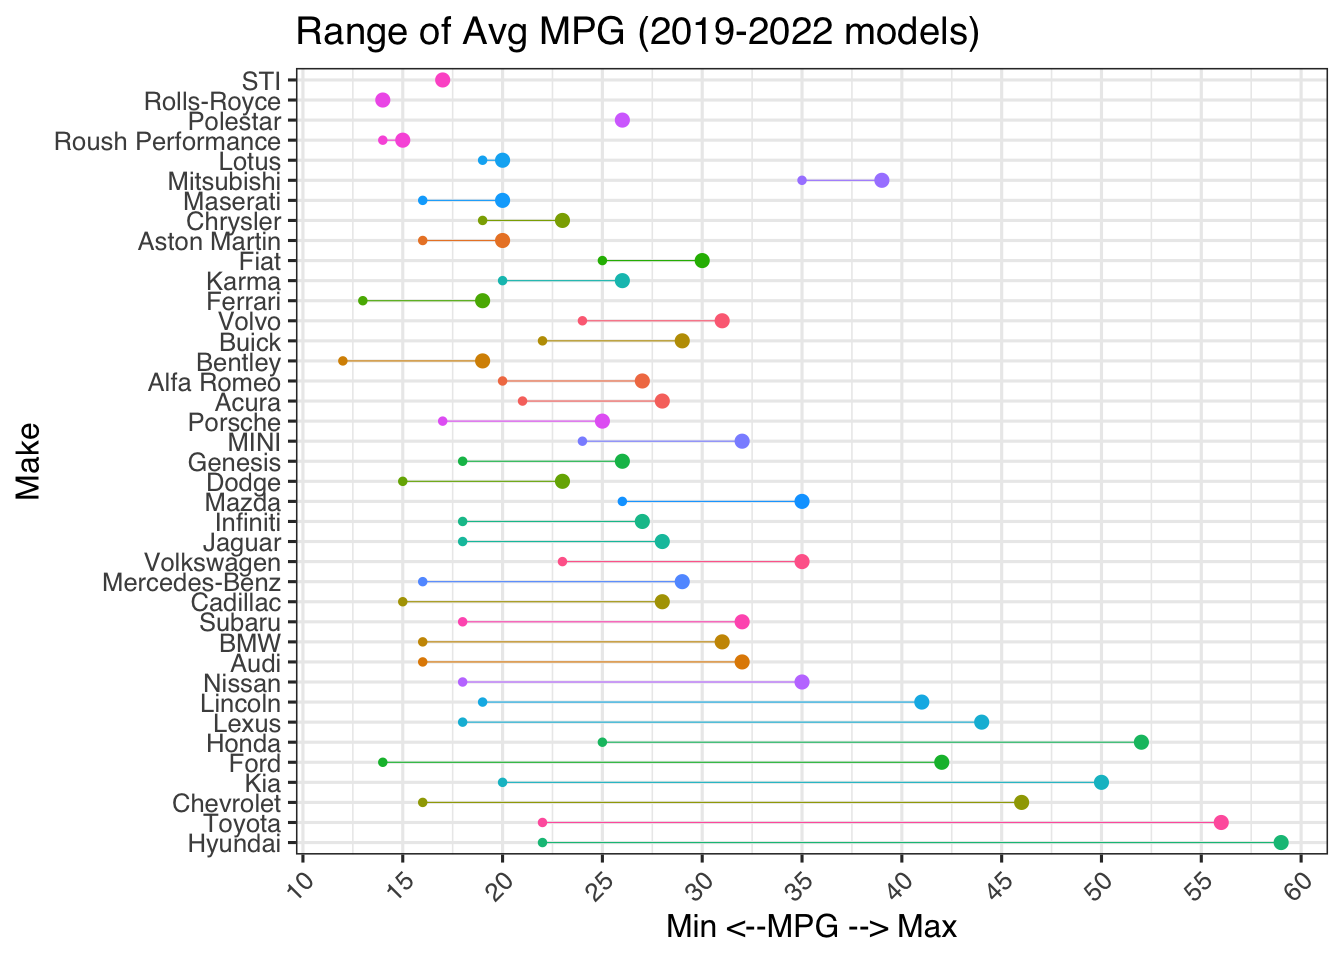 Range of Avg MPG (2019-2022 models)
Make
STI
Rolls-Royce
Polestar
Roush Performance
Lotus
Mitsubishi
Maserati
Chrysler
Aston Martin
Fiat
Karma
Ferrari
Volvo
Buick
Bentley
Alfa Romeo
Acura
Porsche
MINI
Genesis
Dodge
Mazda
Infiniti
Jaguar
Volkswagen
Mercedes-Benz
Cadillac
Subaru
BMW
Audi
Nissan
Lincoln
Lexus
Honda
Ford
Kia
Chevrolet
Toyota
Hyundai
10 15 20 25 30 35 40 45 50 55 60
Min <--MPG --> Max